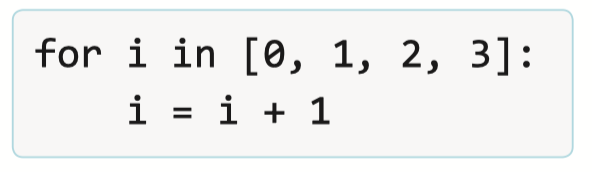 for i in [0, 1, 2, 3]:
    i = i + 1